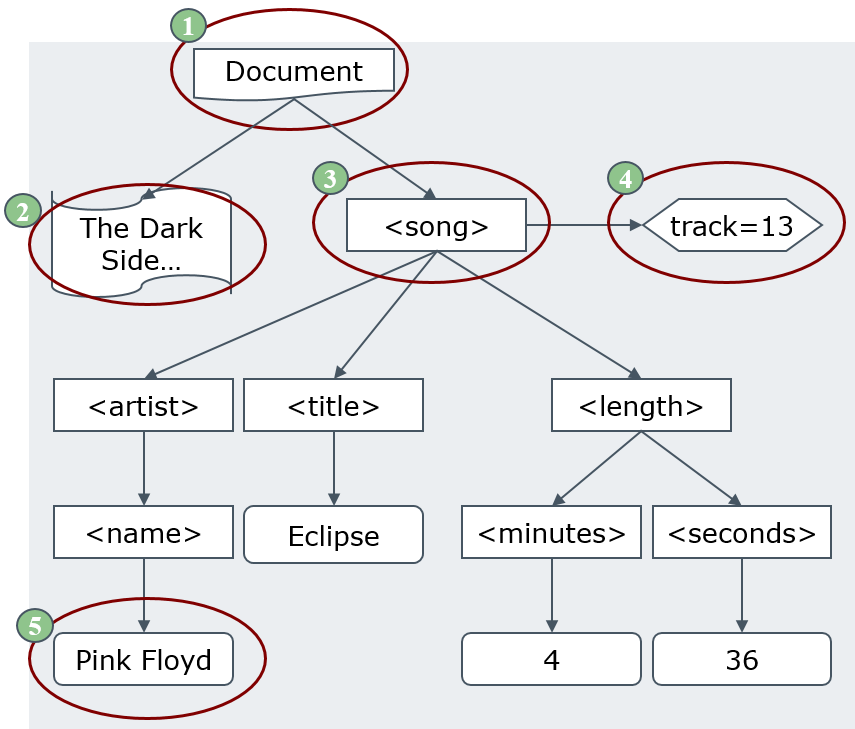 1
Document
2
The Dark
Side...
3
<song>
4
track=13
<artist>
<title>
<length>
<name>
Eclipse
<minutes>
<seconds>
5
Pink Floyd
4
36